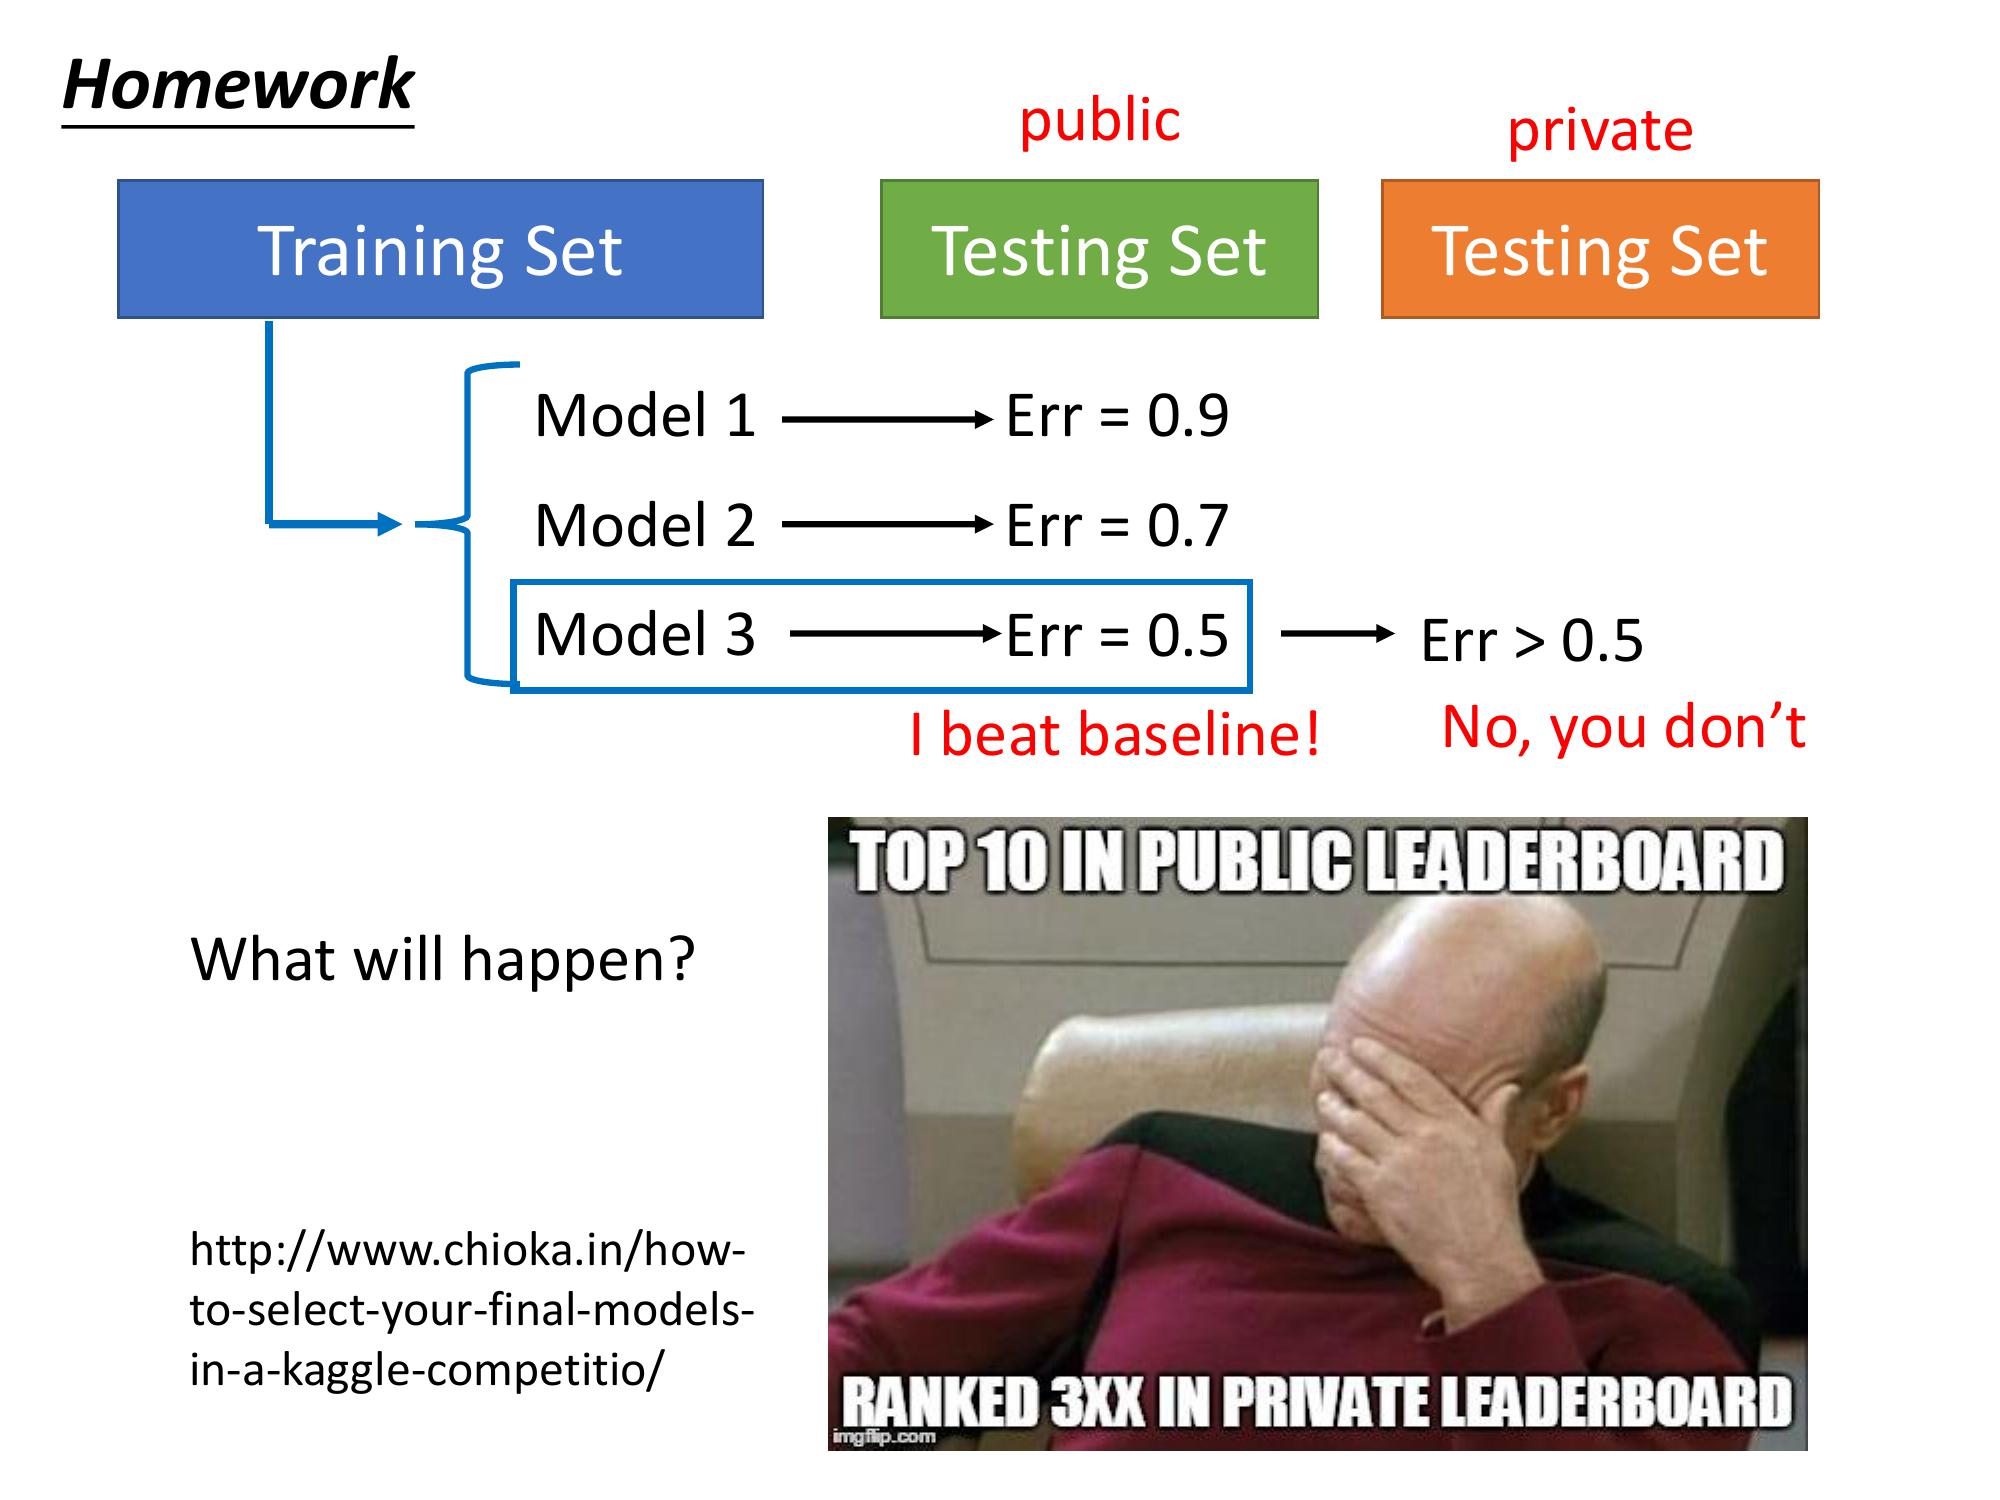 Homework
public
private
Training Set
Testing Set
Testing Set
Model 1
Err = 0.9
Model 2
Err = 0.7
Model 3
Err = 0.5
Err > 0.5
I beat baseline!
No, you don’t
What will happen?
http://www.chioka.in/how-
to-select-your-final-models-
in-a-kaggle-competitio/
TOP 10 IN PUBLIC LEADERBOARD
RANKED 3XX IN PRIVATE LEADERBOARD
imgflip.com